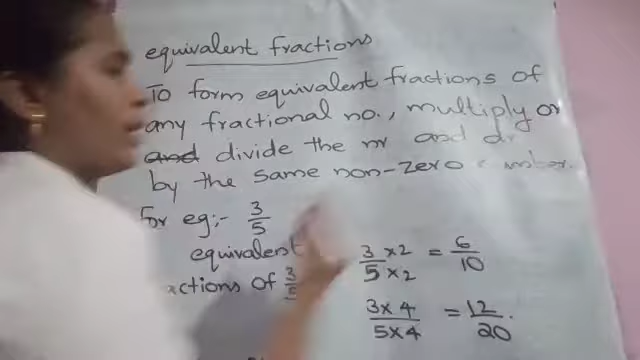 equivalent fractions
To form equivalent fractions of
any fractional no., multiply or
and divide the nr and dr
by the same non-zero
For eg:- 3/5
equivalent 3×2/5×2 = 6/10
of 3/5
3×4/5×4 = 12/20.